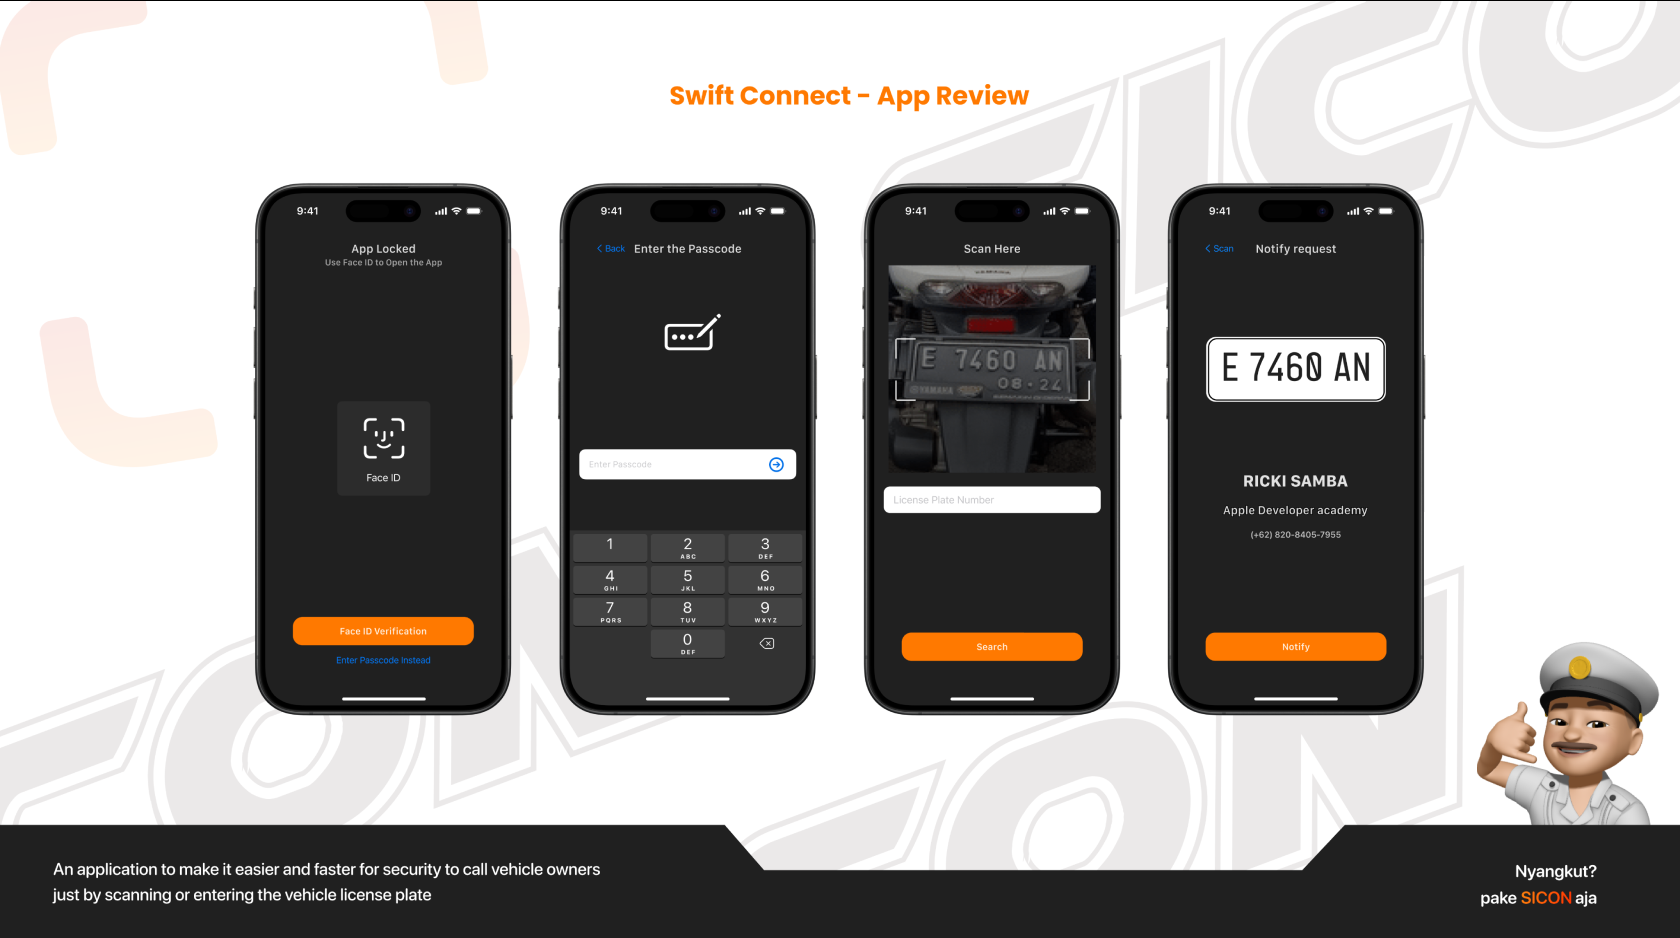 Swift Connect - App Review
9:41
App Locked
Use Face ID to Open the App
Face ID
Face ID Verification
Enter Passcode Instead
9:41
Back Enter the Passcode
Enter Passcode
1
2
ABC
3
DEF
4
GHI
5
JKL
6
MNO
7
PQRS
8
TUV
9
WXYZ
0
DEF
9:41
Scan Here
YAMAHA
E 7460 AN
08·24
YAMAHA
License Plate Number
Search
9:41
Scan Notify request
E 7460 AN
RICKI SAMBA
Apple Developer academy
(+62) 820-8405-7955
Notify
An application to make it easier and faster for security to call vehicle owners
just by scanning or entering the vehicle license plate
Nyangkut?
pake SICON aja